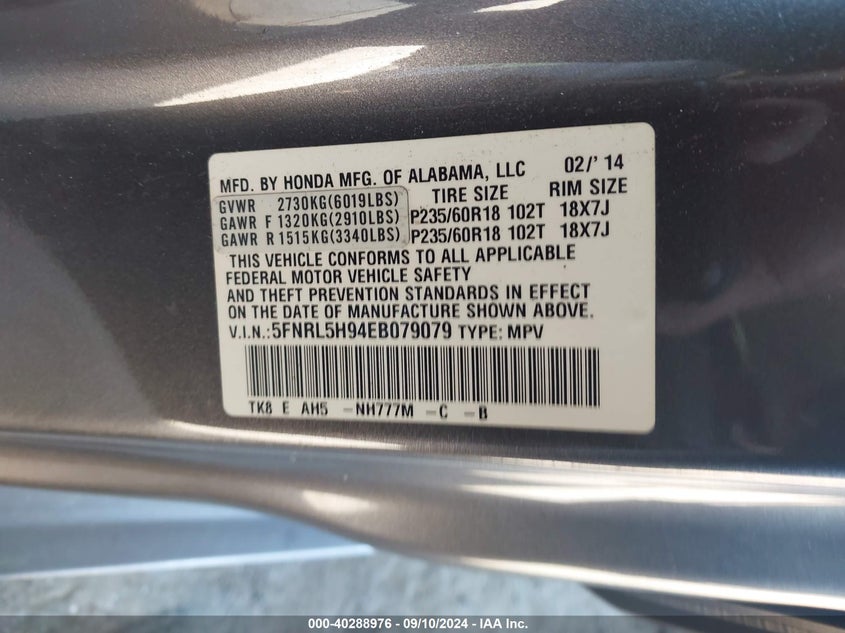 MFD. BY HONDA MFG. OF ALABAMA, LLC 02/' 14
TIRE SIZE RIM SIZE
GVWR 2730KG(6019LBS)
GAWR F 1320KG(2910LBS) P235/60R18 102T 18X7J
GAWR R 1515KG(3340LBS) P235/60R18 102T 18X7J
THIS VEHICLE CONFORMS TO ALL APPLICABLE
FEDERAL MOTOR VEHICLE SAFETY
AND THEFT PREVENTION STANDARDS IN EFFECT
ON THE DATE OF MANUFACTURE SHOWN ABOVE.
V.I.N.:5FNRL5H94EB079079 TYPE: MPV
TK8 E AH5 -NH777M -C -B
000-40288976 - 09/10/2024 - IAA Inc.